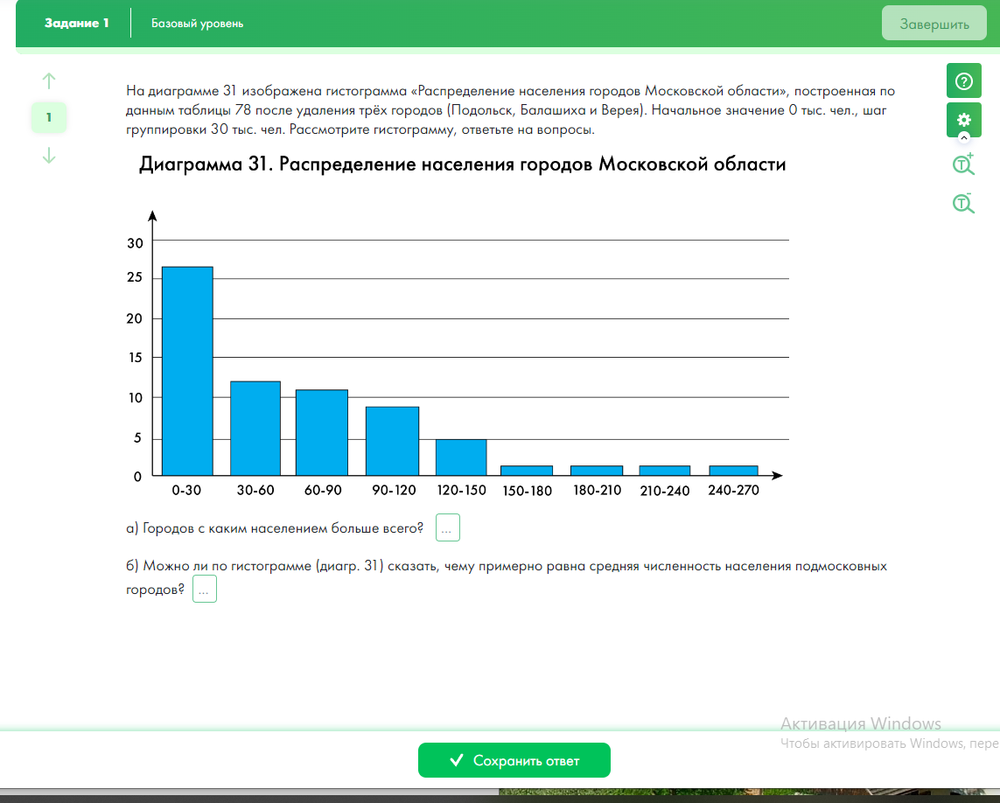 Задание 1
Базовый уровень
Завершить
1
На диаграмме 31 изображена гистограмма «Распределение населения городов Московской области», построенная по
данным таблицы 78 после удаления трёх городов (Подольск, Балашиха и Верея). Начальное значение 0 тыс. чел., шаг
группировки 30 тыс. чел. Рассмотрите гистограмму, ответьте на вопросы.
Диаграмма 31. Распределение населения городов Московской области
30
25
20
15
10
5
0
0-30 30-60 60-90 90-120 120-150 150-180 180-210 210-240 240-270
а) Городов с каким населением больше всего? ...
б) Можно ли по гистограмме (диагр. 31) сказать, чему примерно равна средняя численность населения подмосковных
городов? ...
Активация Windows
Чтобы активировать Windows, пере
Сохранить ответ